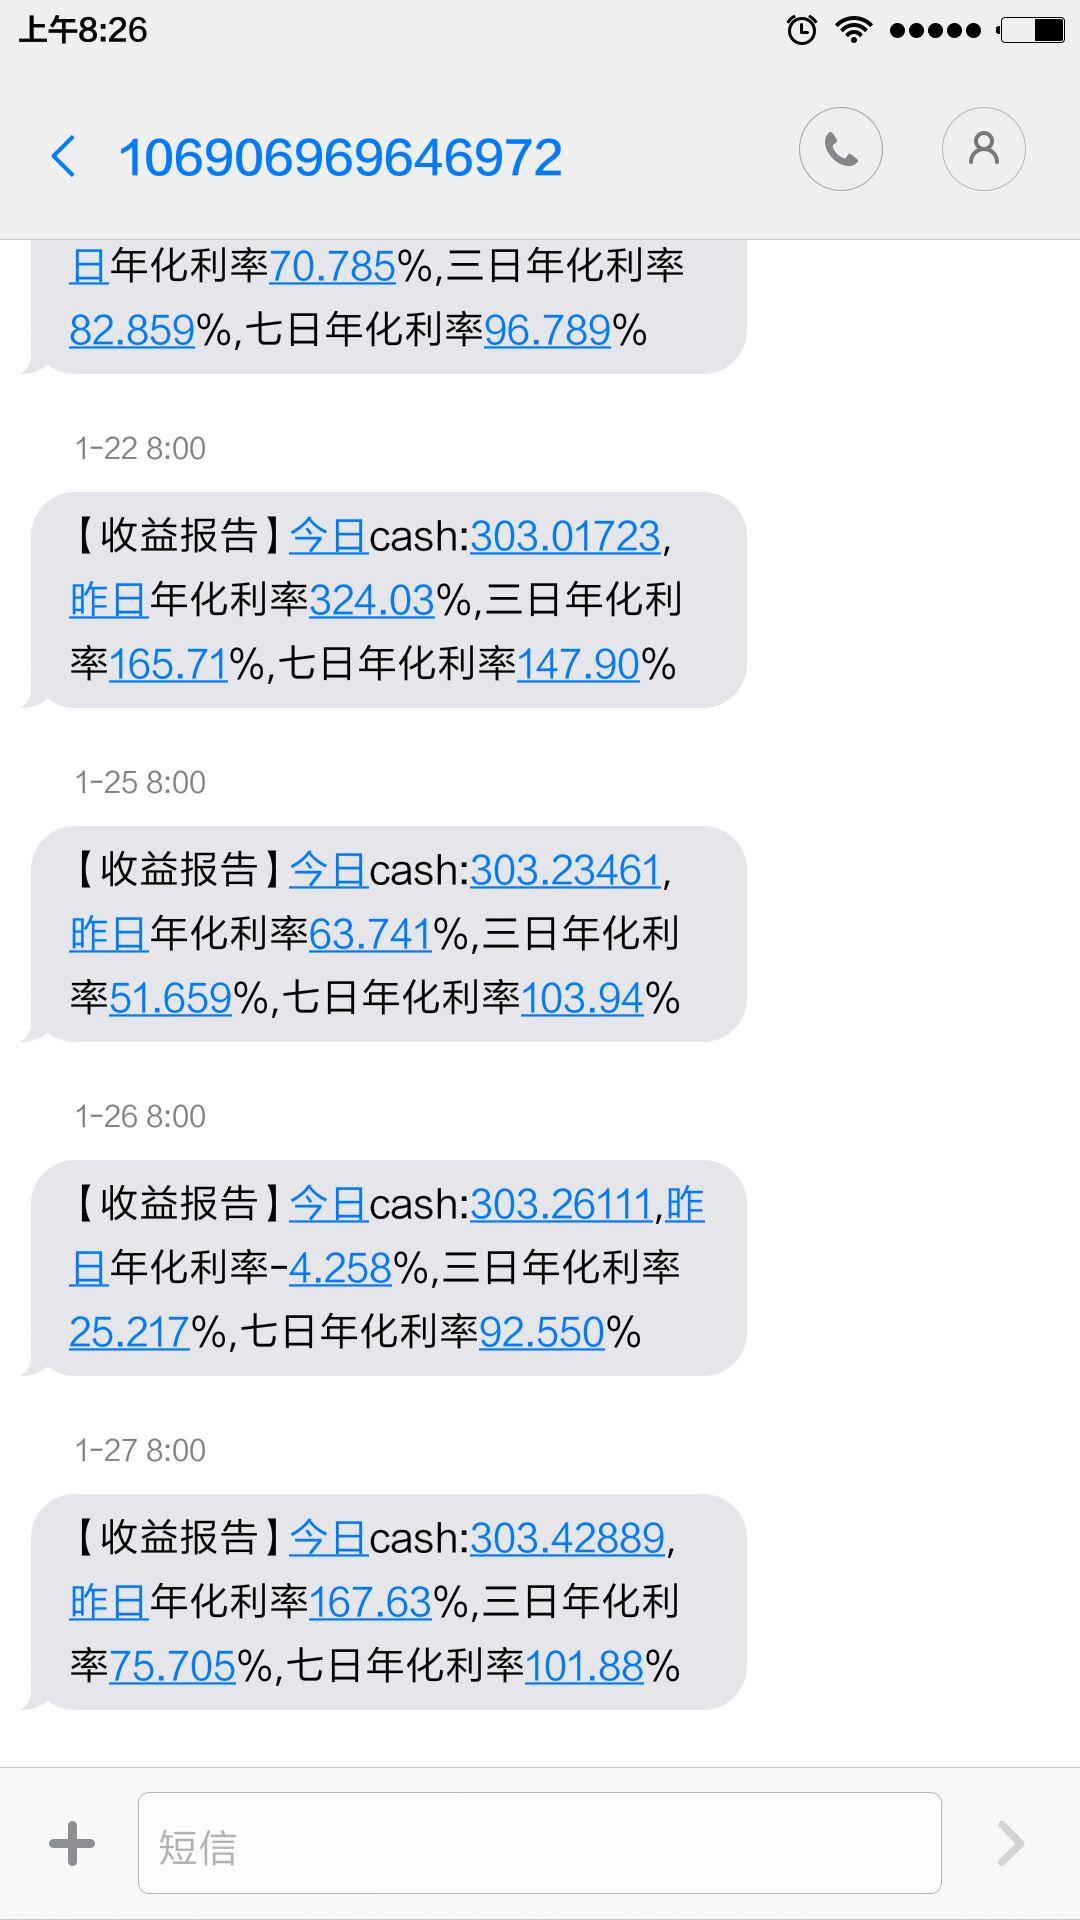 上午8:26
106906969646972
日年化利率70.785%,三日年化利率
82.859%,七日年化利率96.789%
1-22 8:00
【收益报告】今日cash:303.01723,
昨日年化利率324.03%,三日年化利
率165.71%,七日年化利率147.90%
1-25 8:00
【收益报告】今日cash:303.23461,
昨日年化利率63.741%,三日年化利
率51.659%,七日年化利率103.94%
1-26 8:00
【收益报告】今日cash:303.26111,昨
日年化利率-4.258%,三日年化利率
25.217%,七日年化利率92.550%
1-27 8:00
【收益报告】今日cash:303.42889,
昨日年化利率167.63%,三日年化利
率75.705%,七日年化利率101.88%
短信